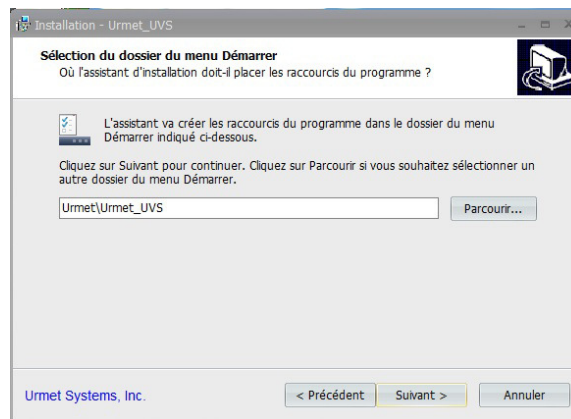 Installation - Urmet_UVS
Sélection du dossier du menu Démarrer
Où l'assistant d'installation doit-il placer les raccourcis du programme ?
L'assistant va créer les raccourcis du programme dans le dossier du menu
Démarrer indiqué ci-dessous.
Cliquez sur Suivant pour continuer. Cliquez sur Parcourir si vous souhaitez sélectionner un
autre dossier du menu Démarrer.
Urmet\Urmet_UVS
Parcourir...
Urmet Systems, Inc.
< Précédent
Suivant >
Annuler